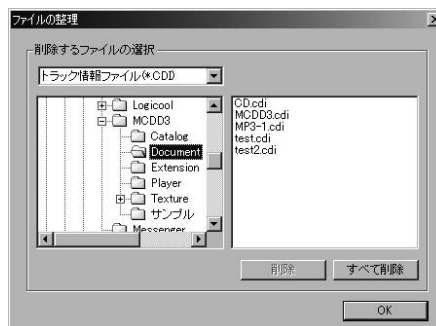 ファイルの整理
削除するファイルの選択
トラック情報ファイル(*.CDI)
Logicool
MCDD3
Catalog
Document
Extension
Player
Texture
サンプル
Messenger
CD.cdi
MCDD3.cdi
MP3-1.cdi
test.cdi
test2.cdi
削除
すべて削除
OK